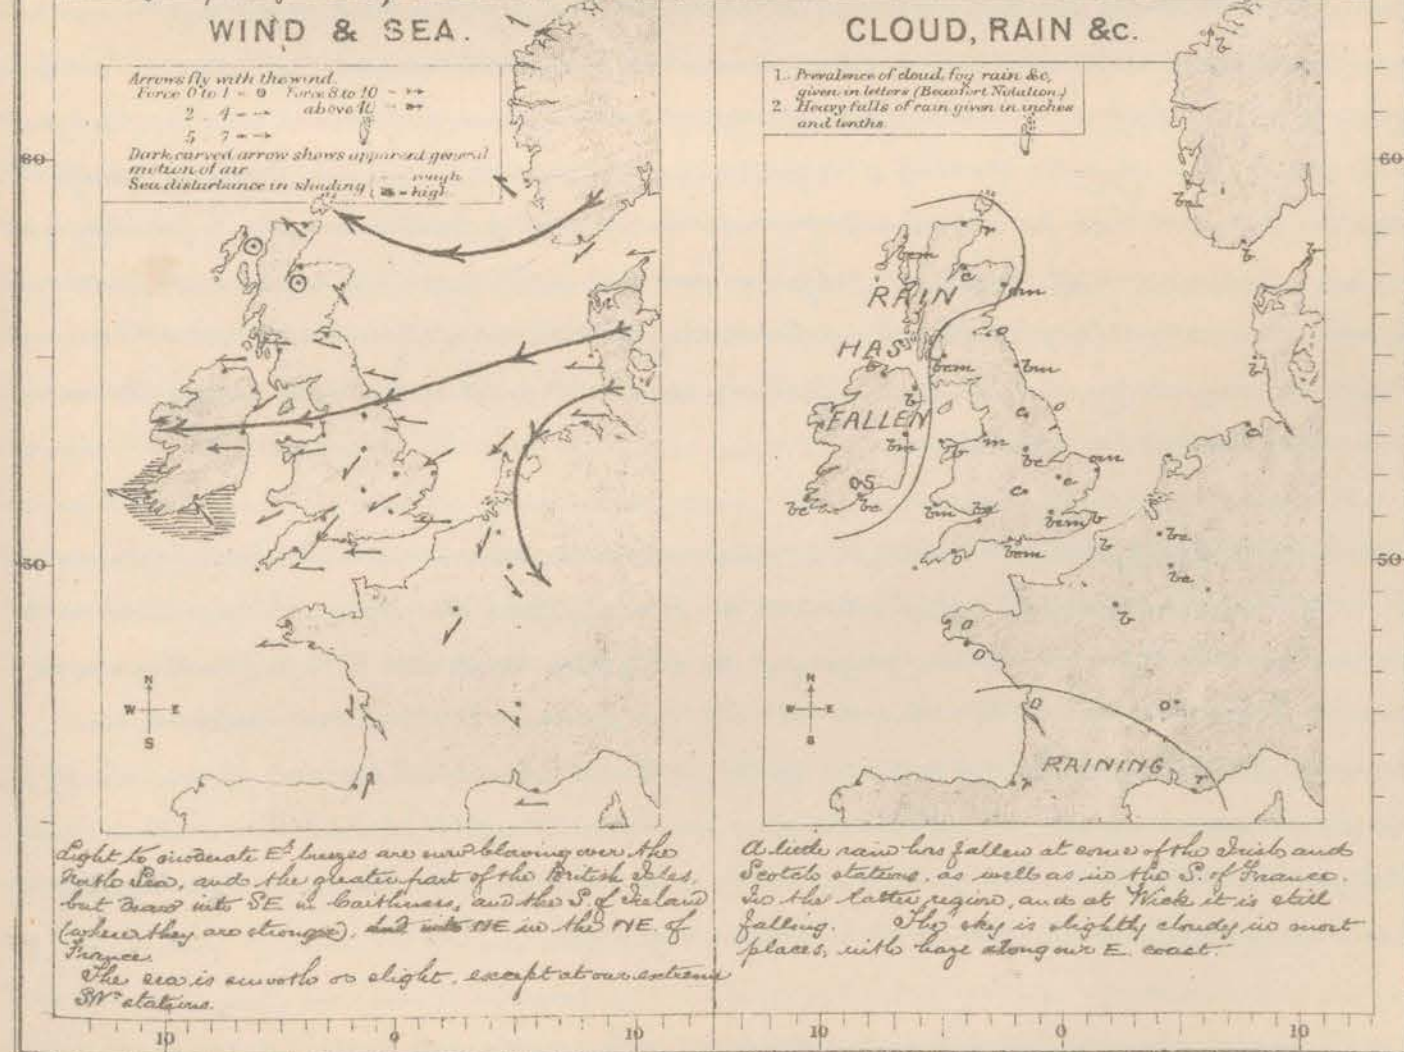 WIND & SEA.
Arrows fly with the wind.
Force 0 to 1 - Force 8 to 10 -
2 . 4 - above 10 -
5 7 -
Dark curved arrow shows apparent general
motion of air
Sea disturbance in shading ( - rough
- high
60
50
N
W E
S
Light to moderate Ely breezes are now blowing over the
North Sea, and the greater part of the British Isles,
but draw into SE in Caithness, and the S. of Ireland
(where they are stronger), and into NE in the NE of
France.
The sea is smooth or slight, except at our extreme
SWn stations.
10 0 10
CLOUD, RAIN &c.
1. Prevalence of cloud, fog rain &c,
given in letters (Beaufort Notation.)
2 Heavy falls of rain given in inches
and tenths.
60
50
RAIN
HAS
FALLEN
RAINING
N
W E
S
A little rain has fallen at some of the Irish and
Scotch stations, as well as in the S. of France.
In the latter region, and at Wick it is still
falling. The sky is slightly cloudy in most
places, with haze along our E. coast.
10 0 10